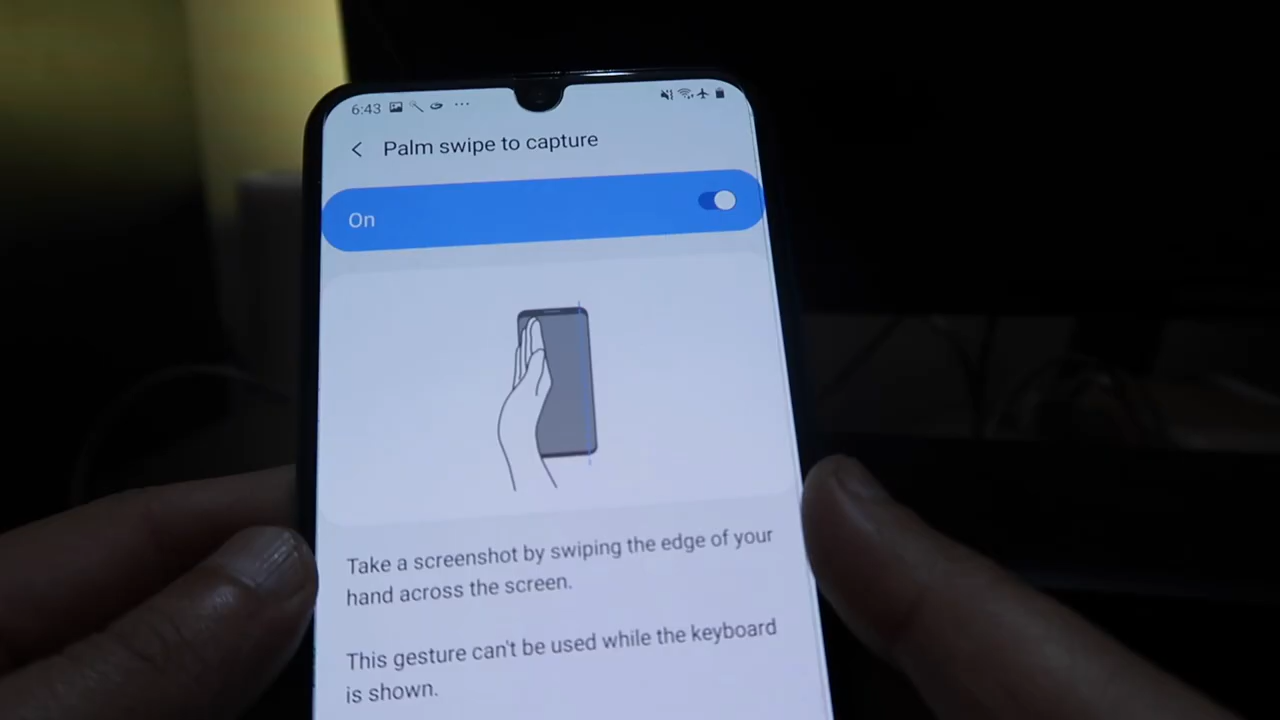 6:43
Palm swipe to capture
On
Take a screenshot by swiping the edge of your
hand across the screen.
This gesture can't be used while the keyboard
is shown.